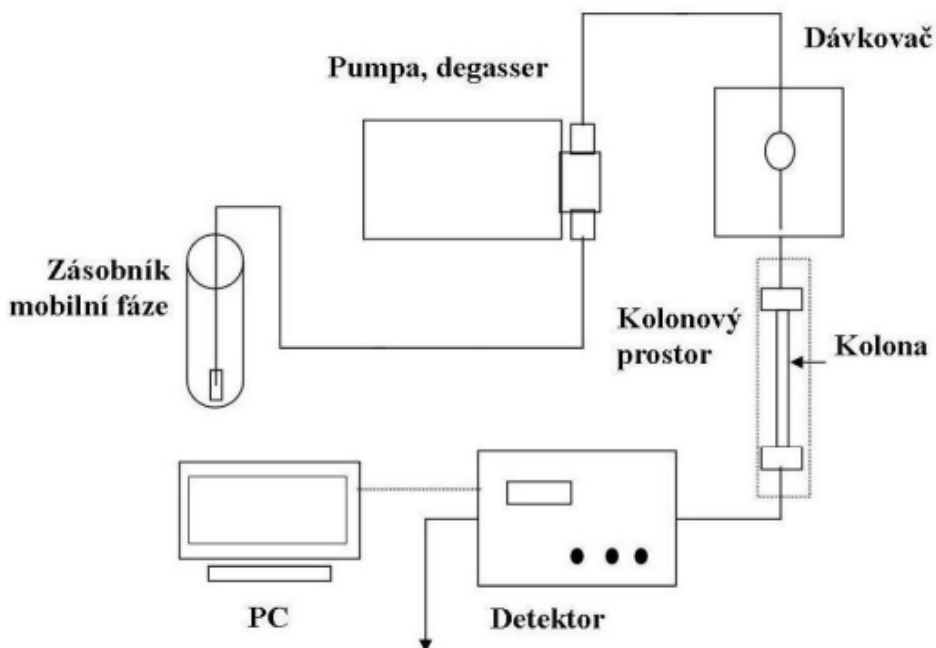 Pumpa, degasser
Dávkovač
Zásobník
mobilní fáze
Kolonový
prostor
Kolona
PC
Detektor